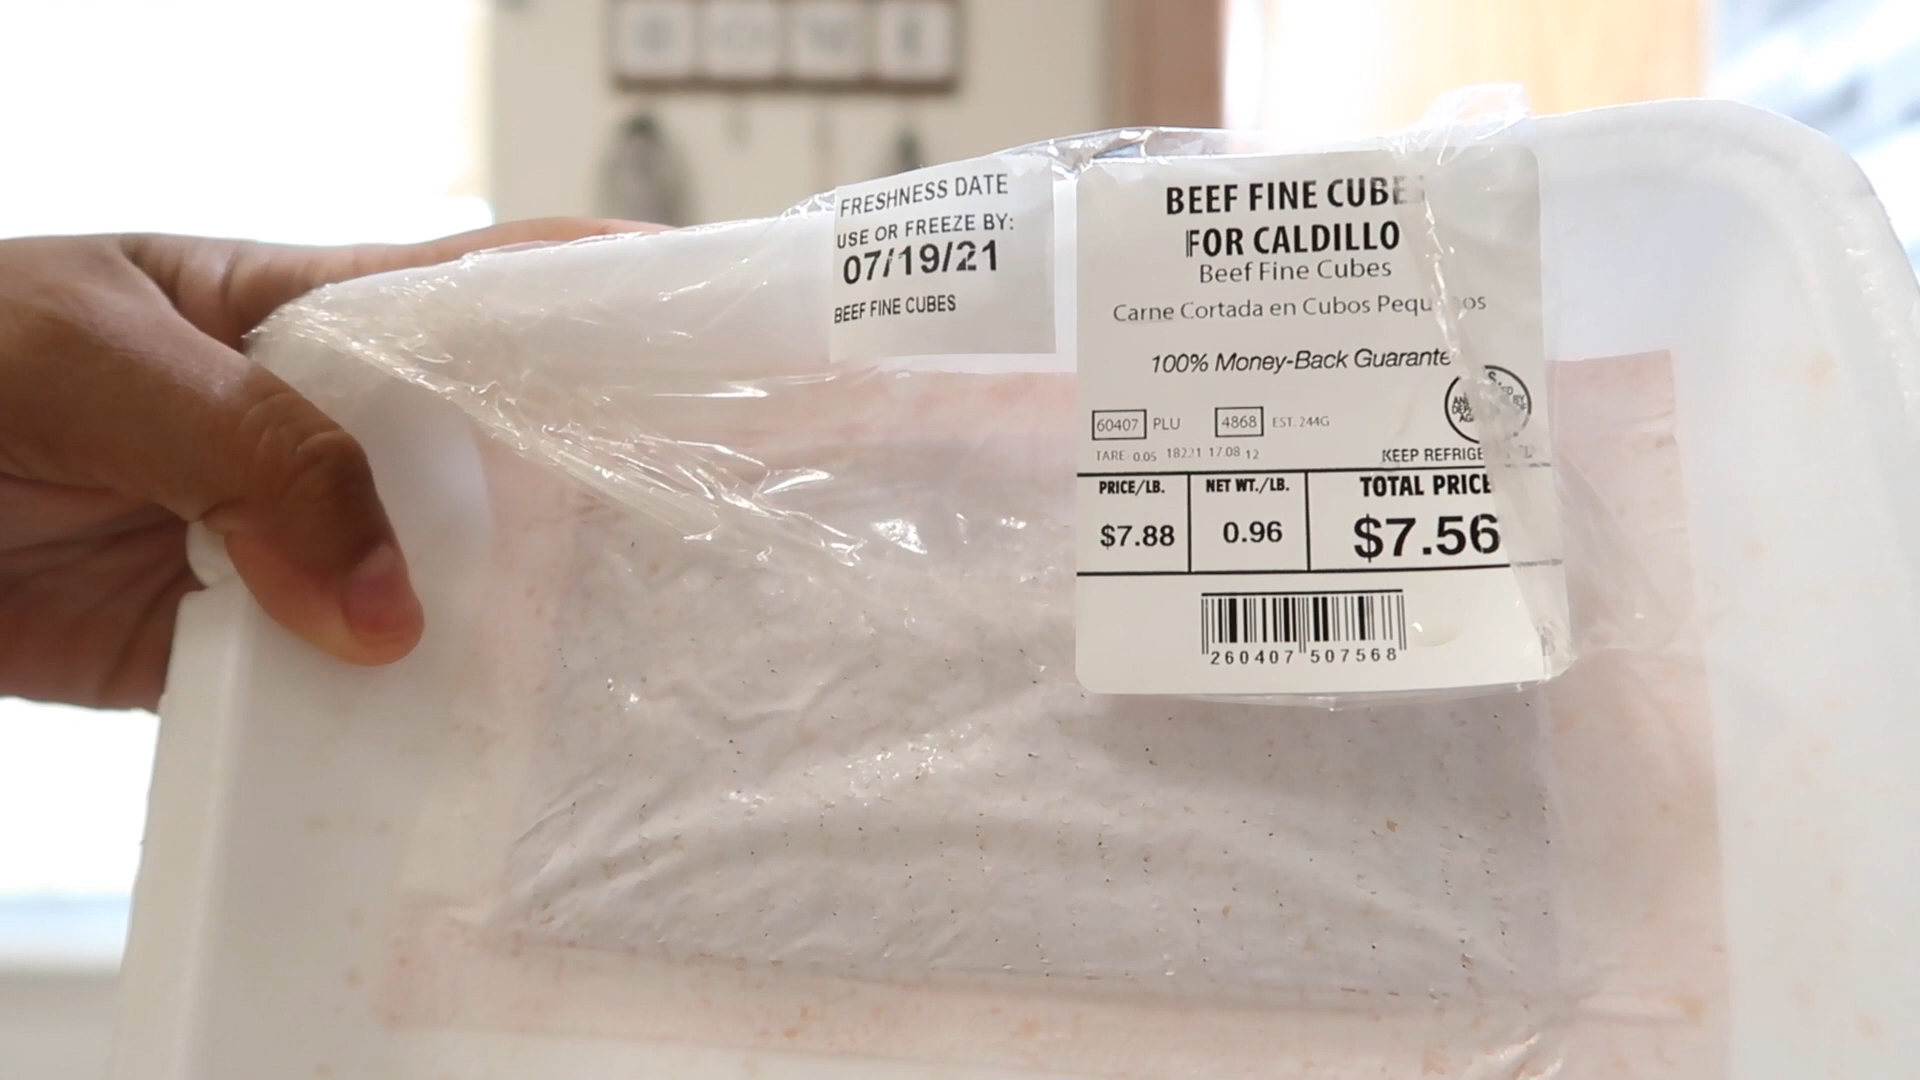 FRESHNESS DATE
USE OR FREEZE BY:
07/19/21
BEEF FINE CUBES
BEEF FINE CUBE
FOR CALDILLO
Beef Fine Cubes
Carne Cortada en Cubos
100% Money-Back Guarante
60407 PLU 4868 EST. 244G
TARE 0.05 18221 17.08 12
KEEP REFRIGE
PRICE/LB. NET WT./LB. TOTAL PRICE
$7.88 0.96 $7.56
260407 507568